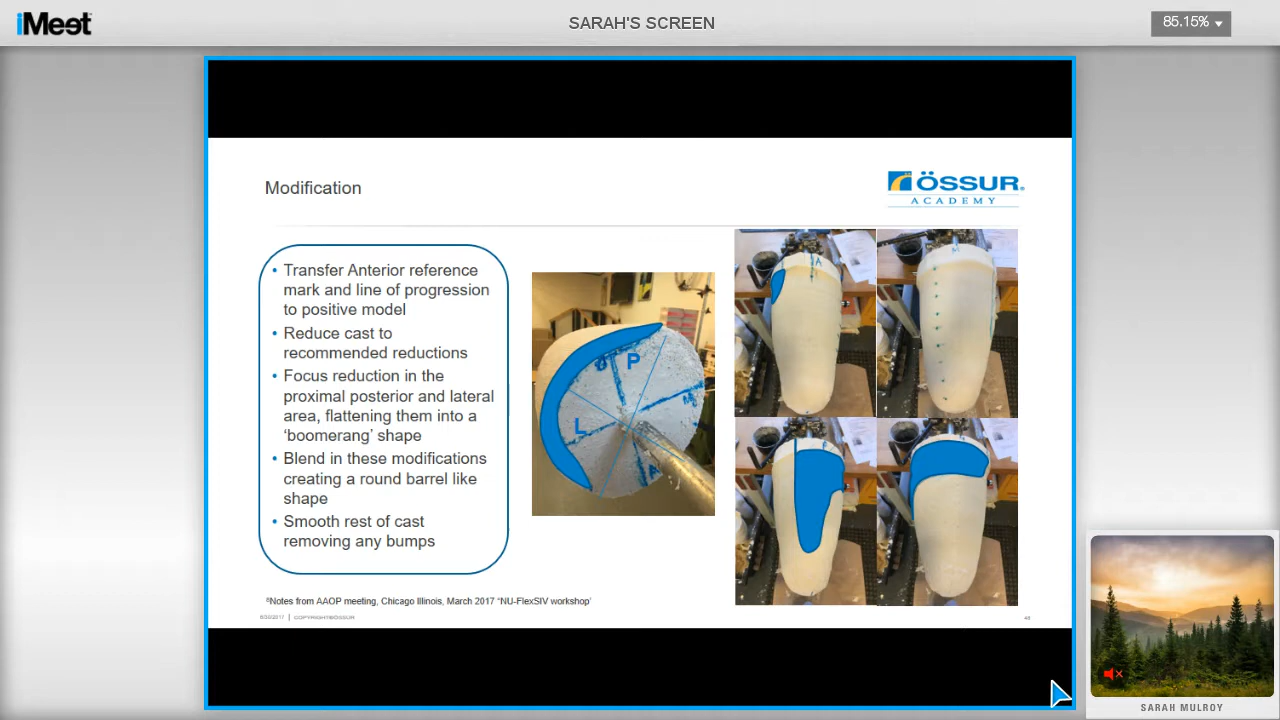 iMeet
SARAH'S SCREEN
85.15%
Modification
ÖSSUR
ACADEMY
• Transfer Anterior reference
mark and line of progression
to positive model
• Reduce cast to
recommended reductions
• Focus reduction in the
proximal posterior and lateral
area, flattening them into a
‘boomerang’ shape
• Blend in these modifications
creating a round barrel like
shape
• Smooth rest of cast
removing any bumps
P
M
L
A
A
M
⁸Notes from AAOP meeting, Chicago Illinois, March 2017 “NU-FlexSIV workshop’
COPYRIGHT©ÖSSUR
SARAH MULROY